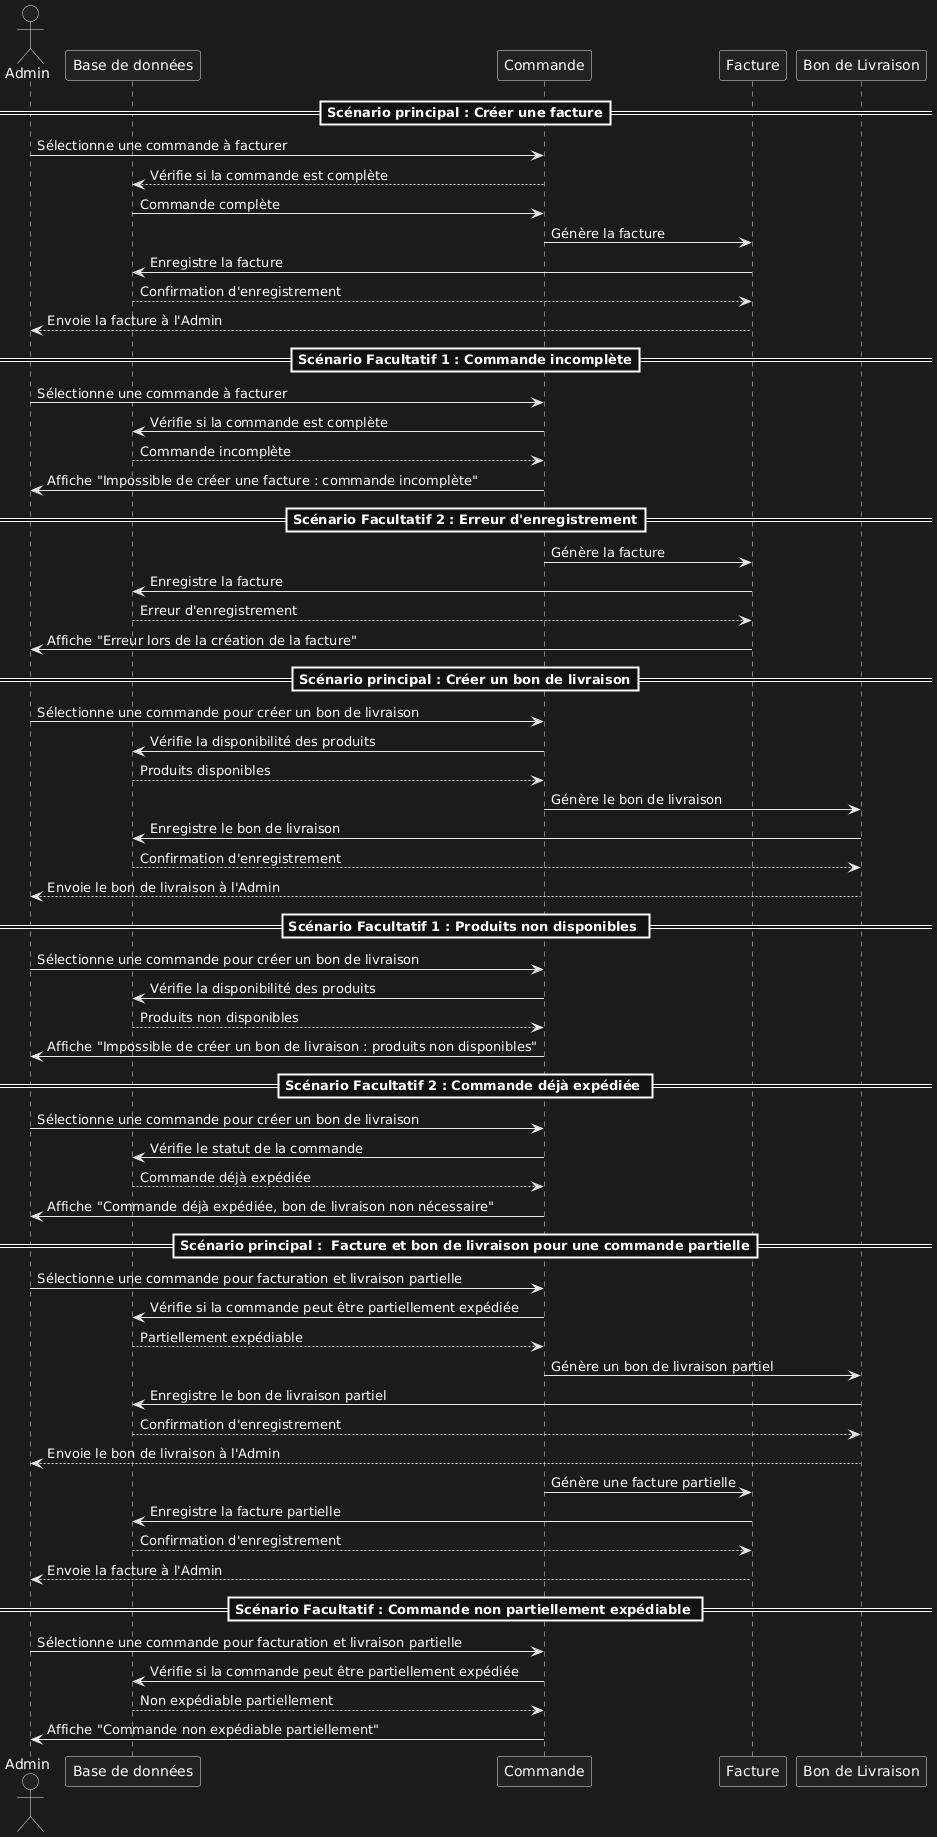 Admin
Base de données
Commande
Facture
Bon de Livraison
Scénario principal : Créer une facture
Sélectionne une commande à facturer
Vérifie si la commande est complète
Commande complète
Génère la facture
Enregistre la facture
Confirmation d'enregistrement
Envoie la facture à l'Admin
Scénario Facultatif 1 : Commande incomplète
Sélectionne une commande à facturer
Vérifie si la commande est complète
Commande incomplète
Affiche "Impossible de créer une facture : commande incomplète"
Scénario Facultatif 2 : Erreur d'enregistrement
Génère la facture
Enregistre la facture
Erreur d'enregistrement
Affiche "Erreur lors de la création de la facture"
Scénario principal : Créer un bon de livraison
Sélectionne une commande pour créer un bon de livraison
Vérifie la disponibilité des produits
Produits disponibles
Génère le bon de livraison
Enregistre le bon de livraison
Confirmation d'enregistrement
Envoie le bon de livraison à l'Admin
Scénario Facultatif 1 : Produits non disponibles
Sélectionne une commande pour créer un bon de livraison
Vérifie la disponibilité des produits
Produits non disponibles
Affiche "Impossible de créer un bon de livraison : produits non disponibles"
Scénario Facultatif 2 : Commande déjà expédiée
Sélectionne une commande pour créer un bon de livraison
Vérifie le statut de la commande
Commande déjà expédiée
Affiche "Commande déjà expédiée, bon de livraison non nécessaire"
Scénario principal :  Facture et bon de livraison pour une commande partielle
Sélectionne une commande pour facturation et livraison partielle
Vérifie si la commande peut être partiellement expédiée
Partiellement expédiable
Génère un bon de livraison partiel
Enregistre le bon de livraison partiel
Confirmation d'enregistrement
Envoie le bon de livraison à l'Admin
Génère une facture partielle
Enregistre la facture partielle
Confirmation d'enregistrement
Envoie la facture à l'Admin
Scénario Facultatif : Commande non partiellement expédiable
Sélectionne une commande pour facturation et livraison partielle
Vérifie si la commande peut être partiellement expédiée
Non expédiable partiellement
Affiche "Commande non expédiable partiellement"
Admin
Base de données
Commande
Facture
Bon de Livraison